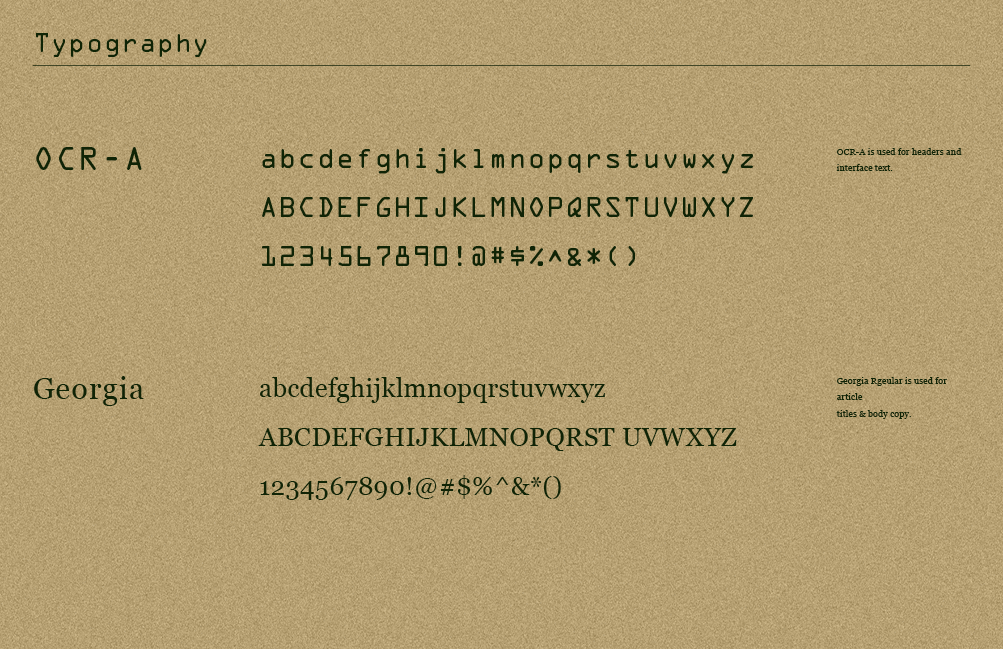 Typography
OCR-A
abcdefghijklmnopqrstuvwxyz
ABCDEFGHIJKLMNOPQRSTUVWXYZ
1234567890!@#$%^&*()
OCR-A is used for headers and
interface text.
Georgia
abcdefghijklmnopqrstuvwxyz
ABCDEFGHIJKLMNOPQRST UVWXYZ
1234567890!@#$%^&*()
Georgia Rgeular is used for
article
titles & body copy.